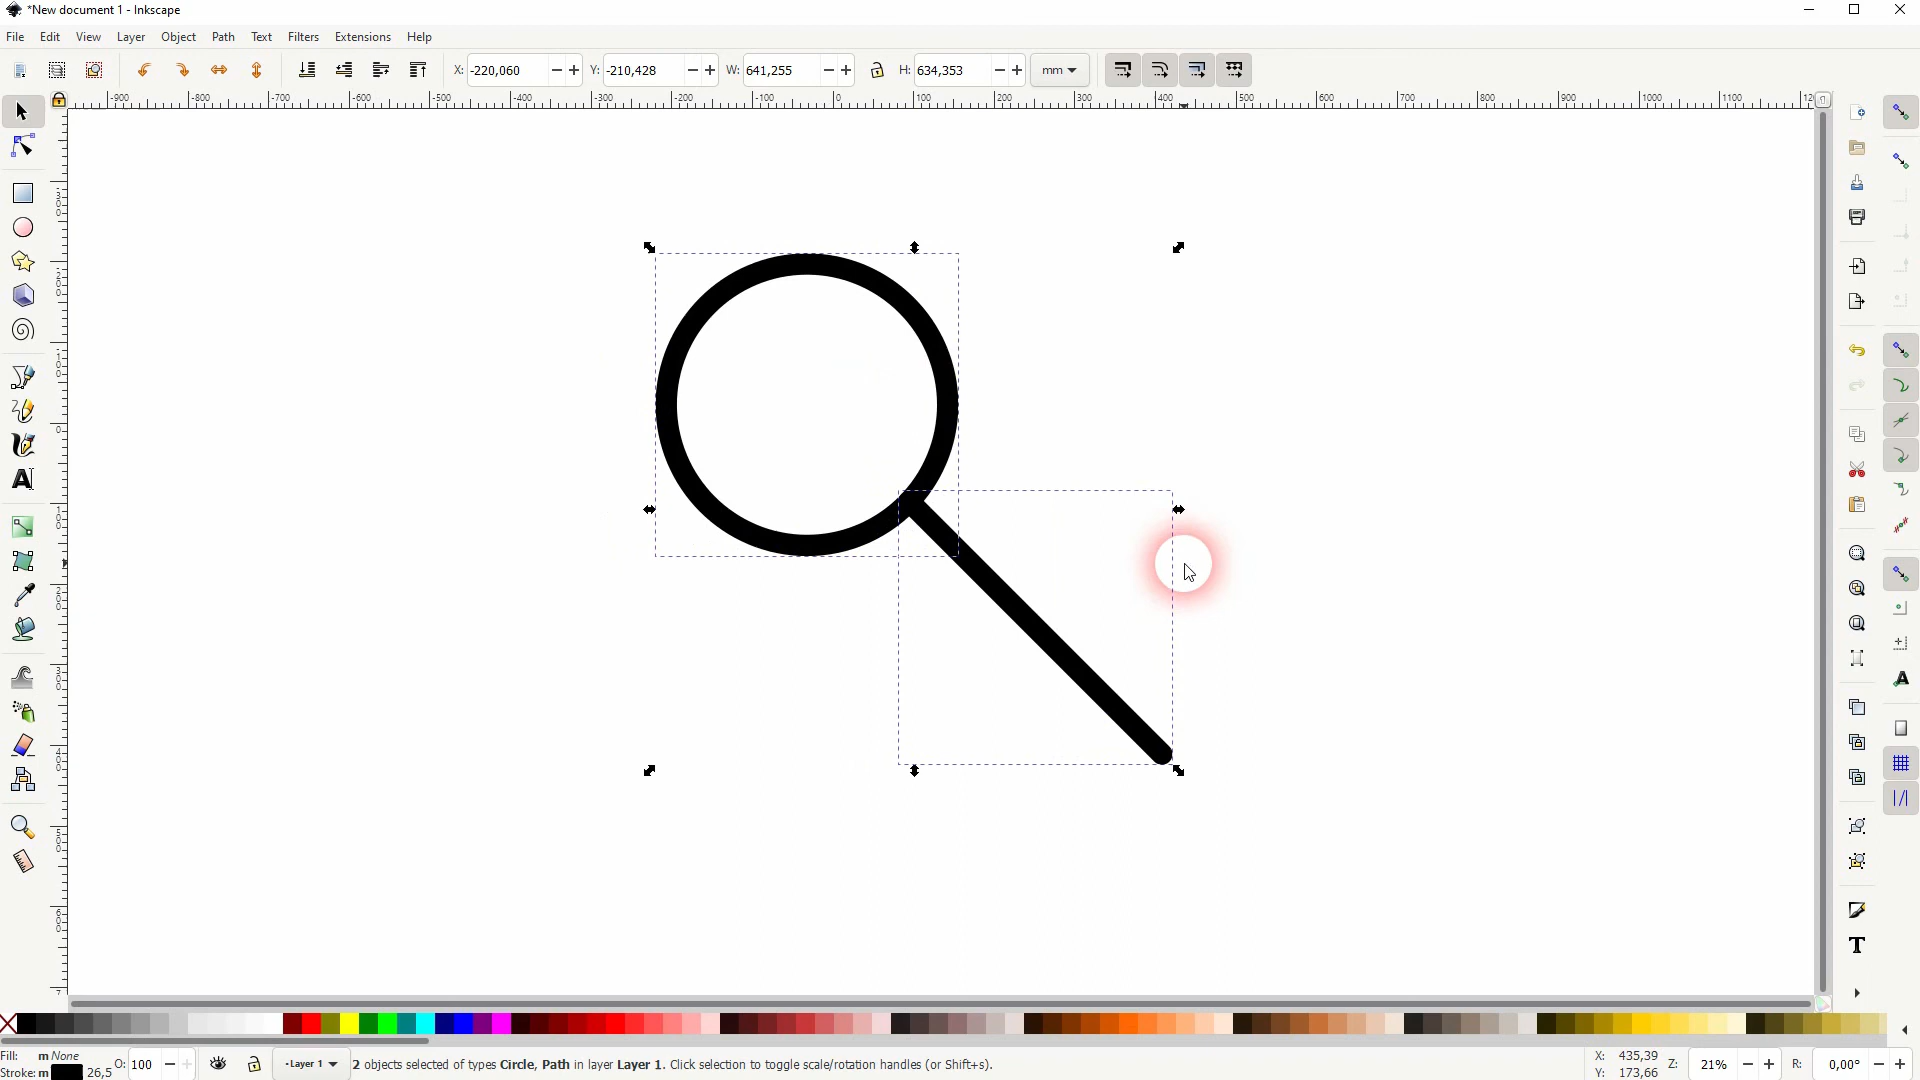 *New document 1 - Inkscape
File Edit View Layer Object Path Text Filters Extensions Help
X: -220,060 Y: -210,428 W: 641,255 H: 634,353 mm
-900 -800 -700 -600 -500 -400 -300 -200 -100 0 100 200 300 400 500 600 700 800 900 1000 1100
Fill: m None O: 100 •Layer 1 2 objects selected of types Circle, Path in layer Layer 1. Click selection to toggle scale/rotation handles (or Shift+s). X: 435,39 Z: 21% R: 0,00°
Stroke: m 26,5 Y: 173,66